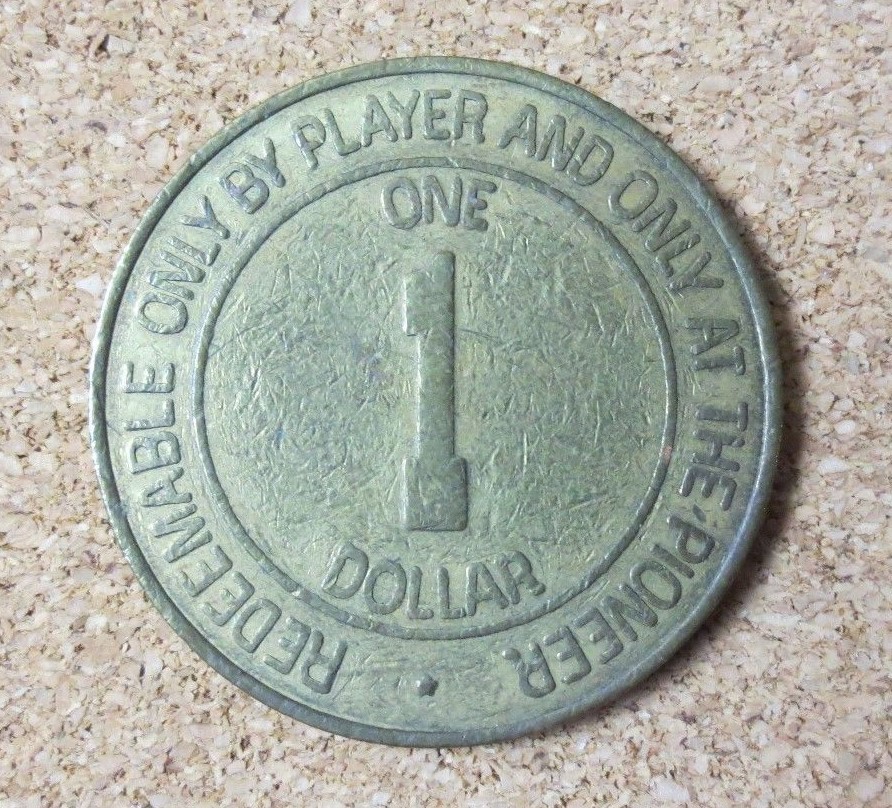 REDEEMABLE ONLY BY PLAYER AND ONLY AT THE PIONEER
ONE
1
DOLLAR